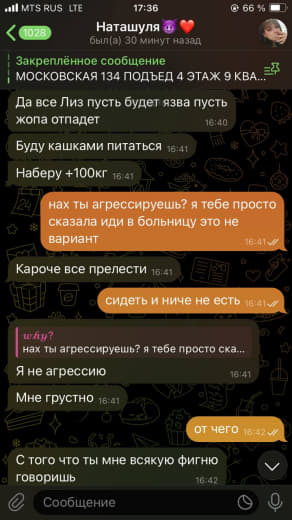 MTS RUS LTE 17:36 66 %
1028
Наташуля😈❤️
был(а) 30 минут назад
Закреплённое сообщение
МОСКОВСКАЯ 134 ПОДЪЕД 4 ЭТАЖ 9 КВА...
Да все Лиз пусть будет язва пусть
жопа отпадет 16:40
Буду кашками питаться 16:41
Наберу +100кг 16:41
нах ты агрессируешь? я тебе просто
сказала иди в больницу это не
вариант 16:41
Кароче все прелести 16:41
сидеть и ниче не есть 16:41
why?
нах ты агрессируешь? я тебе просто ска...
Я не агрессию 16:41
Мне грустно 16:41
от чего 16:42
С того что ты мне всякую фигню
говоришь 16:42
Сообщение